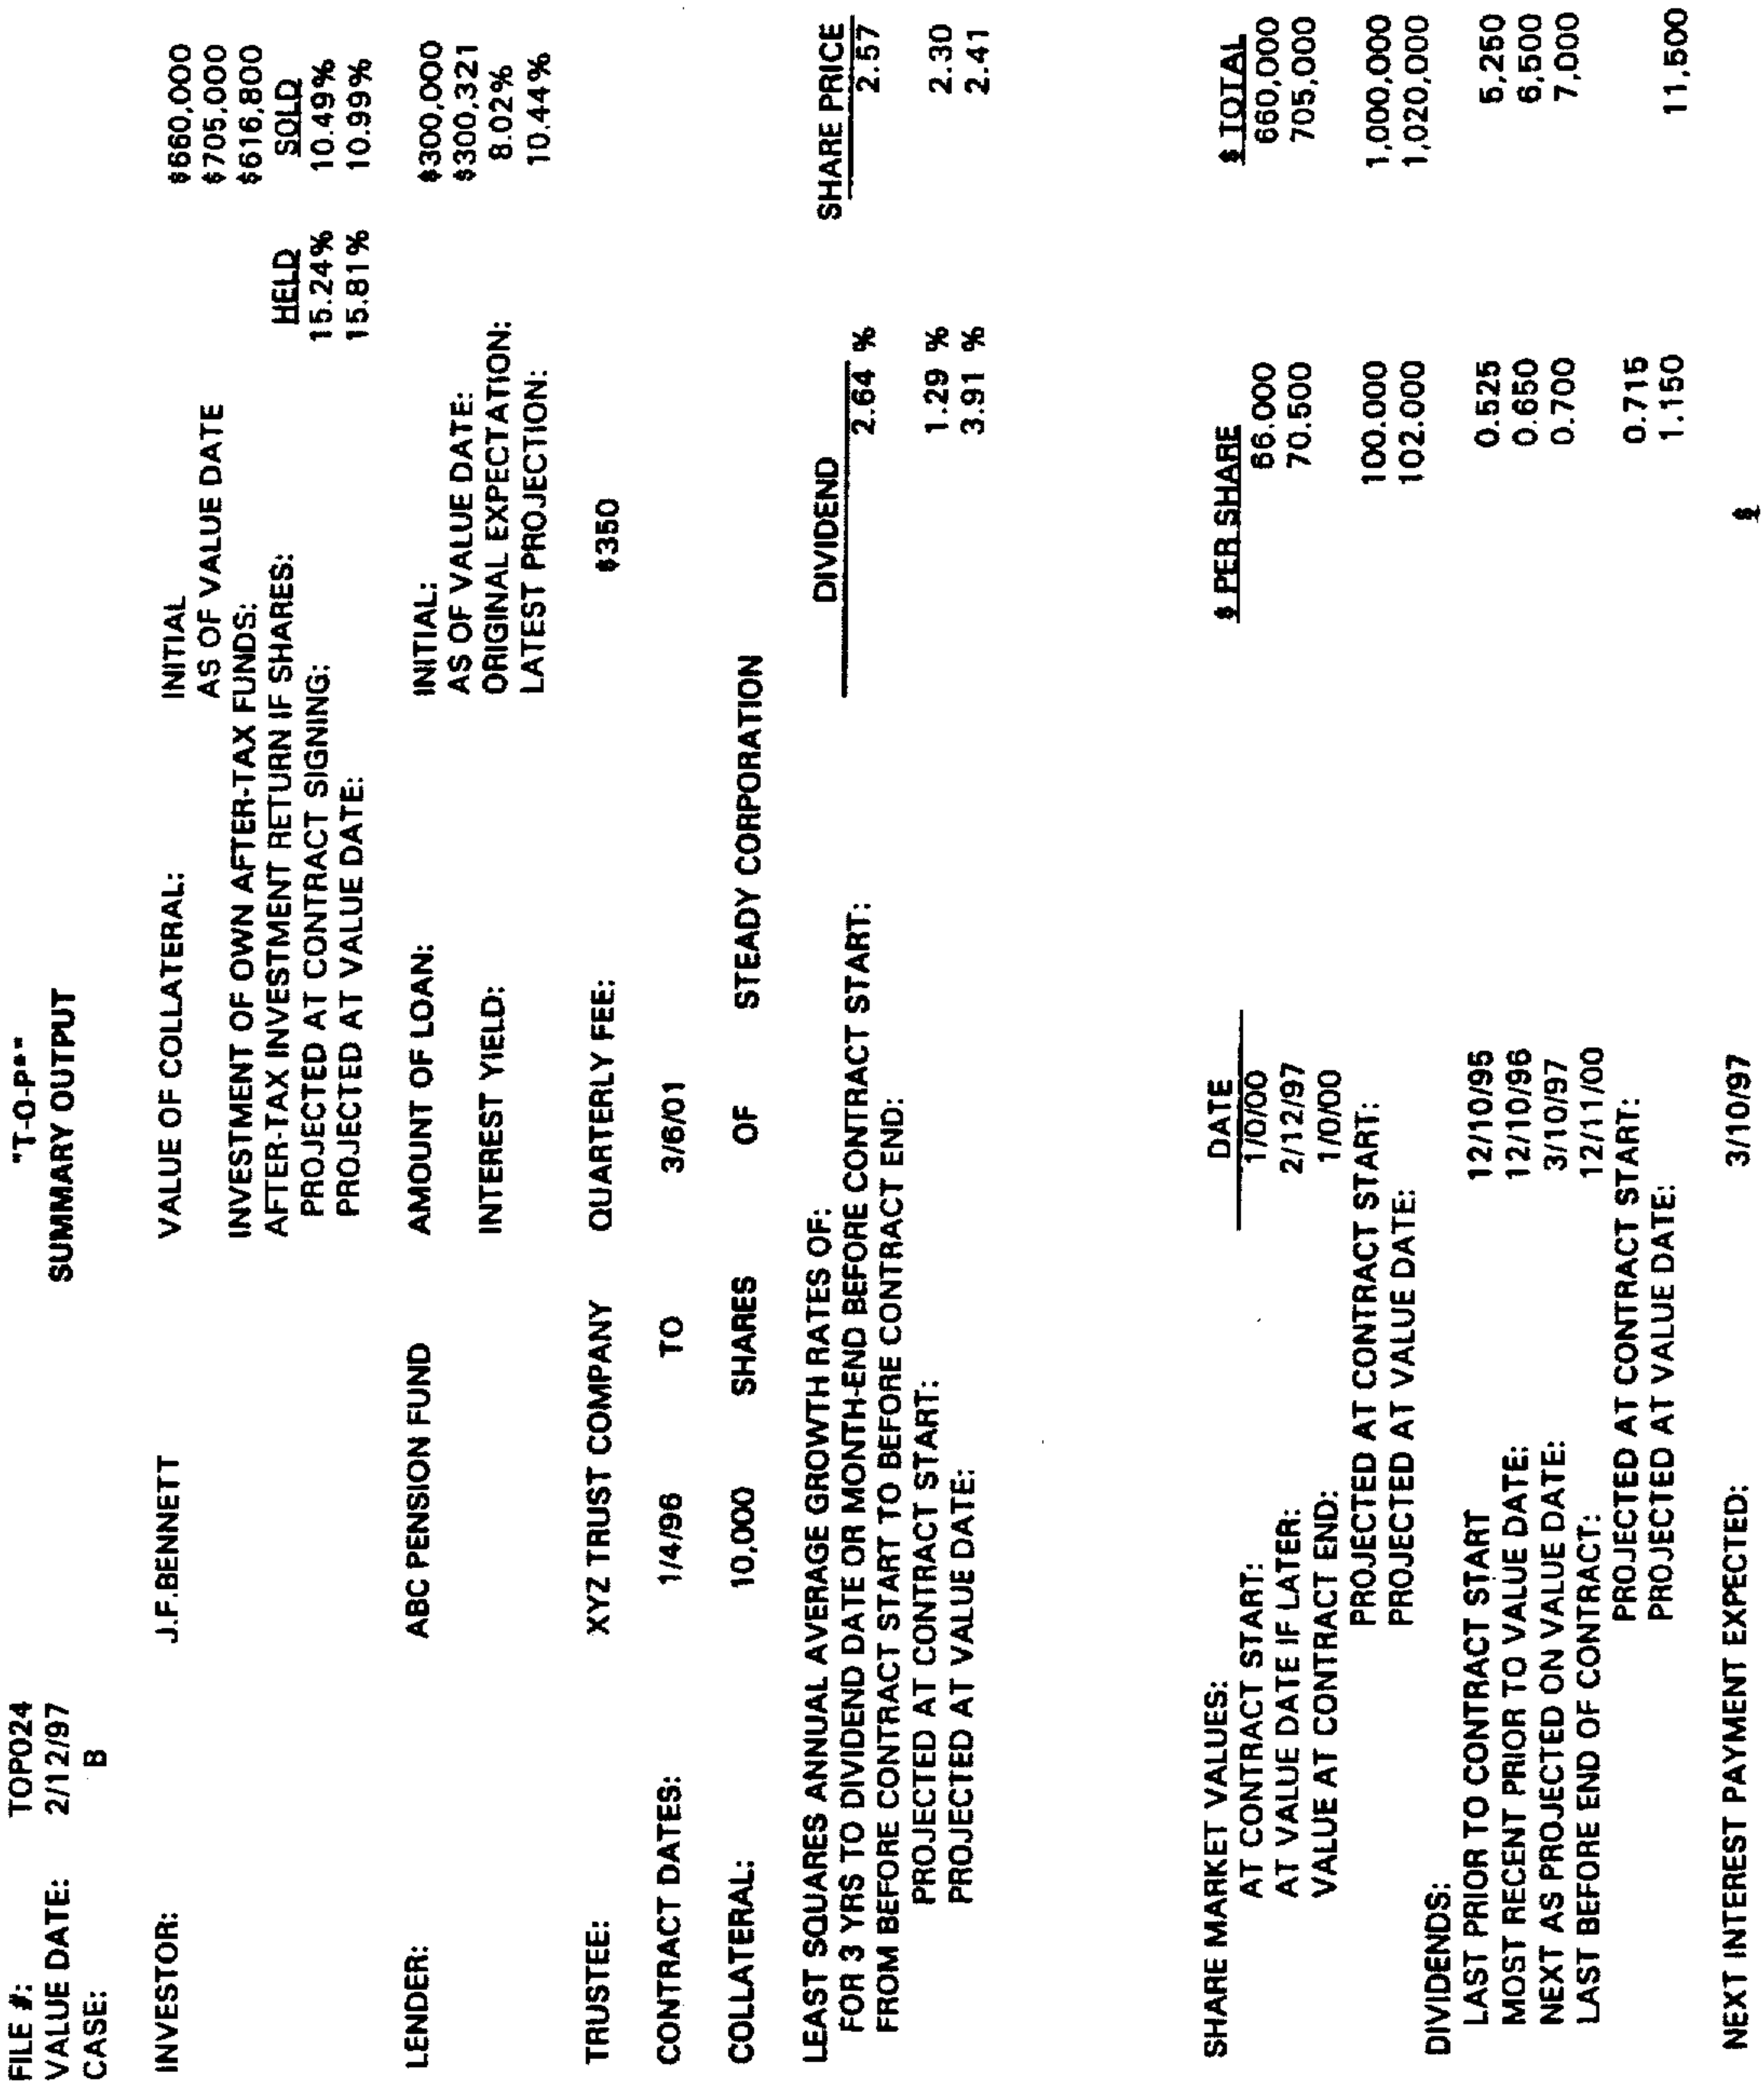 "T-O-P*"
FILE #: TOP024 SUMMARY OUTPUT
VALUE DATE: 2/12/97
CASE: B
INVESTOR: J.F.BENNETT VALUE OF COLLATERAL: INITIAL $660,000
AS OF VALUE DATE $705,000
INVESTMENT OF OWN AFTER-TAX FUNDS: $616,800
AFTER-TAX INVESTMENT RETURN IF SHARES: HELD SOLD
PROJECTED AT CONTRACT SIGNING: 15.24% 10.49%
PROJECTED AT VALUE DATE: 15.81% 10.99%
LENDER: ABC PENSION FUND AMOUNT OF LOAN: INITIAL: $300,000
AS OF VALUE DATE: $300,321
INTEREST YIELD: ORIGINAL EXPECTATION: 8.02%
LATEST PROJECTION: 10.44%
TRUSTEE: XYZ TRUST COMPANY QUARTERLY FEE: $350
CONTRACT DATES: 1/4/96 TO 3/6/01
COLLATERAL: 10,000 SHARES OF STEADY CORPORATION
LEAST SQUARES ANNUAL AVERAGE GROWTH RATES OF: DIVIDEND SHARE PRICE
FOR 3 YRS TO DIVIDEND DATE OR MONTH-END BEFORE CONTRACT START: 2.64 % 2.57
FROM BEFORE CONTRACT START TO BEFORE CONTRACT END:
PROJECTED AT CONTRACT START: 1.29 % 2.30
PROJECTED AT VALUE DATE: 3.91 % 2.41
SHARE MARKET VALUES: DATE $ PER SHARE $ TOTAL
AT CONTRACT START: 1/0/00 66.000 660,000
AT VALUE DATE IF LATER: 2/12/97 70.500 705,000
VALUE AT CONTRACT END: 1/0/00
PROJECTED AT CONTRACT START: 100.000 1,000,000
PROJECTED AT VALUE DATE: 102.000 1,020,000
DIVIDENDS:
LAST PRIOR TO CONTRACT START 12/10/95 0.525 5,250
MOST RECENT PRIOR TO VALUE DATE: 12/10/96 0.650 6,500
NEXT AS PROJECTED ON VALUE DATE: 3/10/97 0.700 7,000
LAST BEFORE END OF CONTRACT: 12/11/00
PROJECTED AT CONTRACT START: 0.715
PROJECTED AT VALUE DATE: 1.150 11,500
NEXT INTEREST PAYMENT EXPECTED: 3/10/97 $